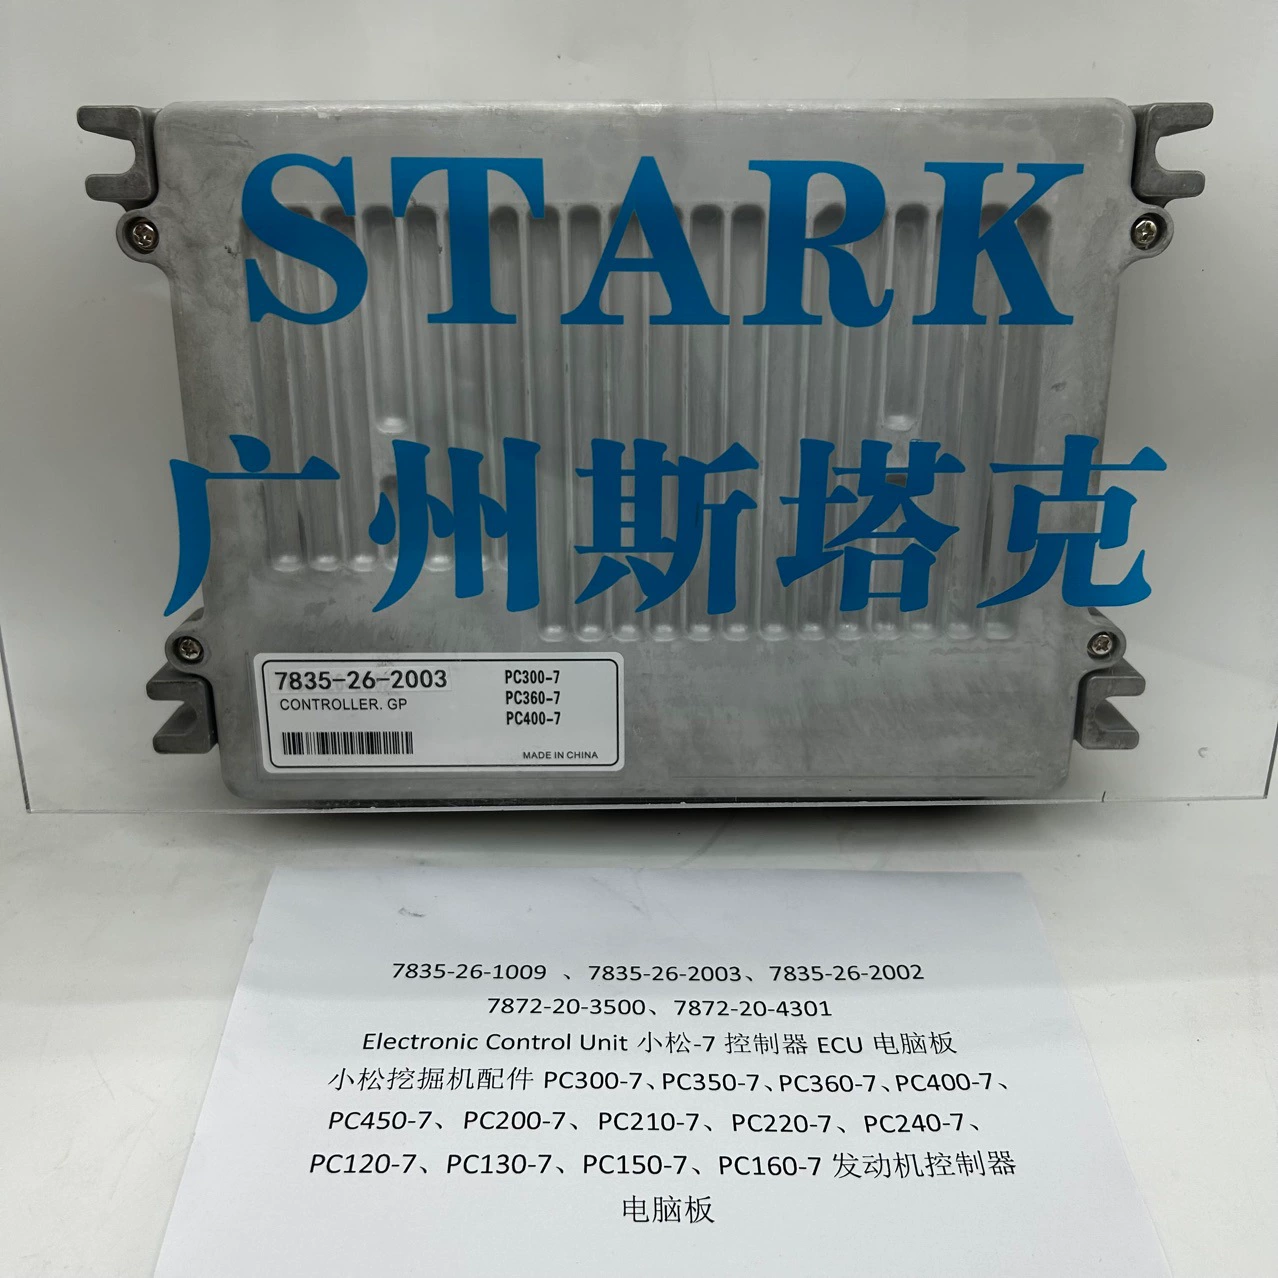 STARK
广州斯塔克
7835-26-2003
CONTROLLER. GP
PC300-7
PC360-7
PC400-7
MADE IN CHINA
7835-26-1009 、7835-26-2003、7835-26-2002
7872-20-3500、7872-20-4301
Electronic Control Unit 小松-7 控制器 ECU 电脑板
小松挖掘机配件 PC300-7、PC350-7、PC360-7、PC400-7、
PC450-7、PC200-7、PC210-7、PC220-7、PC240-7、
PC120-7、PC130-7、PC150-7、PC160-7 发动机控制器
电脑板